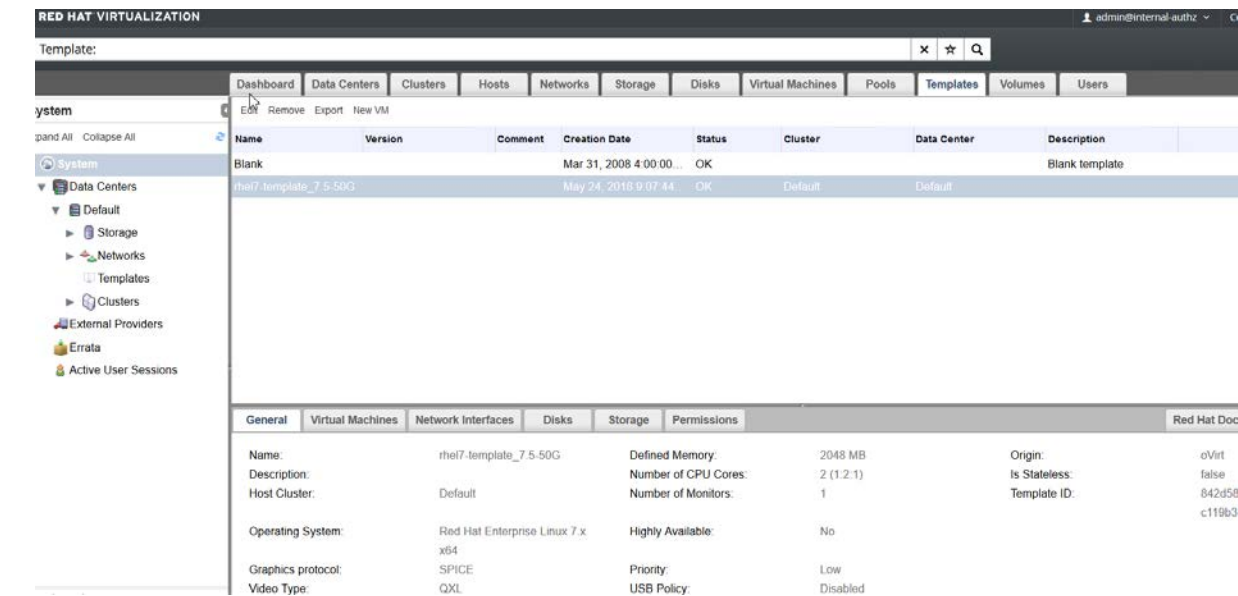 RED HAT VIRTUALIZATION admin@internal-authz
Template:
Dashboard Data Centers Clusters Hosts Networks Storage Disks Virtual Machines Pools Templates Volumes Users
ystem Edit Remove Export New VM
pand All Collapse All Name Version Comment Creation Date Status Cluster Data Center Description
System Blank Mar 31, 2008 4:00:00... OK Blank template
Data Centers rhel7-template_7.5-50G May 24, 2018 9:07:44... OK Default Default
Default
Storage
Networks
Templates
Clusters
External Providers
Errata
Active User Sessions
General Virtual Machines Network Interfaces Disks Storage Permissions Red Hat Doc
Name: rhel7-template_7.5-50G Defined Memory: 2048 MB Origin: oVirt
Description: Number of CPU Cores: 2 (1:2:1) Is Stateless: false
Host Cluster: Default Number of Monitors: 1 Template ID: 842d58
c119b3
Operating System: Red Hat Enterprise Linux 7.x Highly Available: No
x64
Graphics protocol: SPICE Priority: Low
Video Type: QXL USB Policy: Disabled